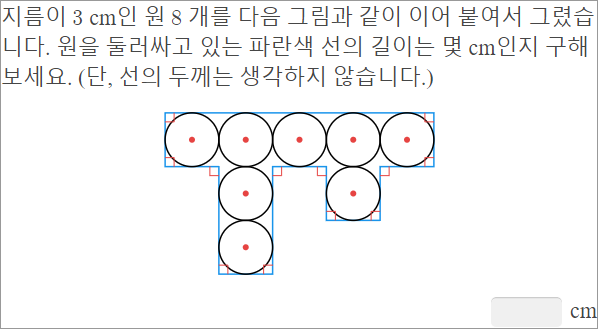 지름이 3 cm인 원 8 개를 다음 그림과 같이 이어 붙여서 그렸습
니다. 원을 둘러싸고 있는 파란색 선의 길이는 몇 cm인지 구해
보세요. (단, 선의 두께는 생각하지 않습니다.)
cm